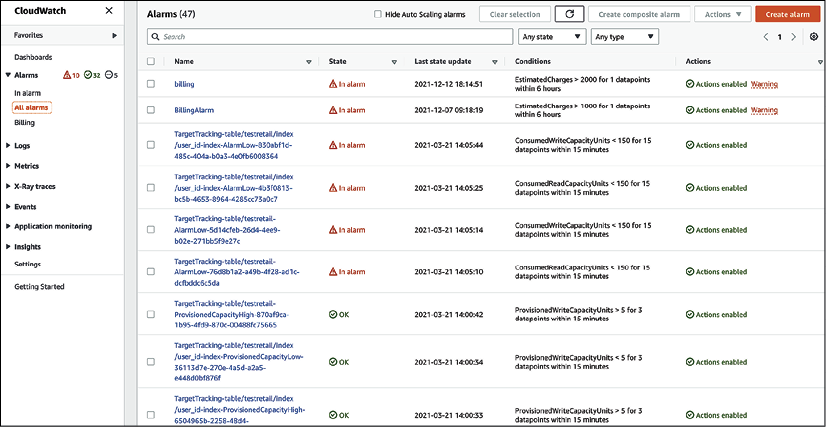 CloudWatch
Favorites
Dashboards
Alarms 10 32 5
In alarm
All alarms
Billing
Logs
Metrics
X-Ray traces
Events
Application monitoring
Insights
Settings
Getting Started
Alarms (47)
Hide Auto Scaling alarms
Clear selection
Create composite alarm
Actions
Create alarm
Search
Any state
Any type
1
Name State Last state update Conditions Actions
billing
In alarm
2021-12-12 18:14:51
EstimatedCharges > 2000 for 1 datapoints
within 6 hours
Actions enabled Warning
BillingAlarm
In alarm
2021-12-07 09:18:19
EstimatedCharges > 1000 for 1 datapoints
within 6 hours
Actions enabled Warning
TargetTracking-table/testretail/index
/user_id-index-AlarmLow-830abf1d-
485c-404a-b0a3-4e0fb6008364
In alarm
2021-03-21 14:05:44
ConsumedWriteCapacityUnits < 150 for 15
datapoints within 15 minutes
Actions enabled
TargetTracking-table/testretail/index
/user_id-index-AlarmLow-4b3f0813-
bc5b-4653-8964-4285cc73a0c7
In alarm
2021-03-21 14:05:25
ConsumedReadCapacityUnits < 150 for 15
datapoints within 15 minutes
Actions enabled
TargetTracking-table/testretail-
AlarmLow-5d14cfeb-26d4-4ee9-
b02e-271bb5f9e27c
In alarm
2021-03-21 14:05:14
ConsumedWriteCapacityUnits < 150 for 15
datapoints within 15 minutes
Actions enabled
TargetTracking-table/testretail-
AlarmLow-76d8b1a2-a49b-4f28-ad1c-
dcfbddc6c5da
In alarm
2021-03-21 14:05:10
ConsumedReadCapacityUnits < 150 for 15
datapoints within 15 minutes
Actions enabled
TargetTracking-table/testretail-
ProvisionedCapacityHigh-870af9ca-
1b95-4fd9-870c-00488fc75665
OK
2021-03-21 14:00:42
ProvisionedWriteCapacityUnits > 5 for 3
datapoints within 15 minutes
Actions enabled
TargetTracking-table/testretail/index
/user_id-index-ProvisionedCapacityLow-
36113d7e-270e-4a5d-a2a5-
e448d0bf876f
OK
2021-03-21 14:00:34
ProvisionedWriteCapacityUnits < 5 for 3
datapoints within 15 minutes
Actions enabled
TargetTracking-table/testretail/index
/user_id-index-ProvisionedCapacityHigh-
6504965b-2258-48d4-
OK
2021-03-21 14:00:33
ProvisionedWriteCapacityUnits > 5 for 3
datapoints within 15 minutes
Actions enabled